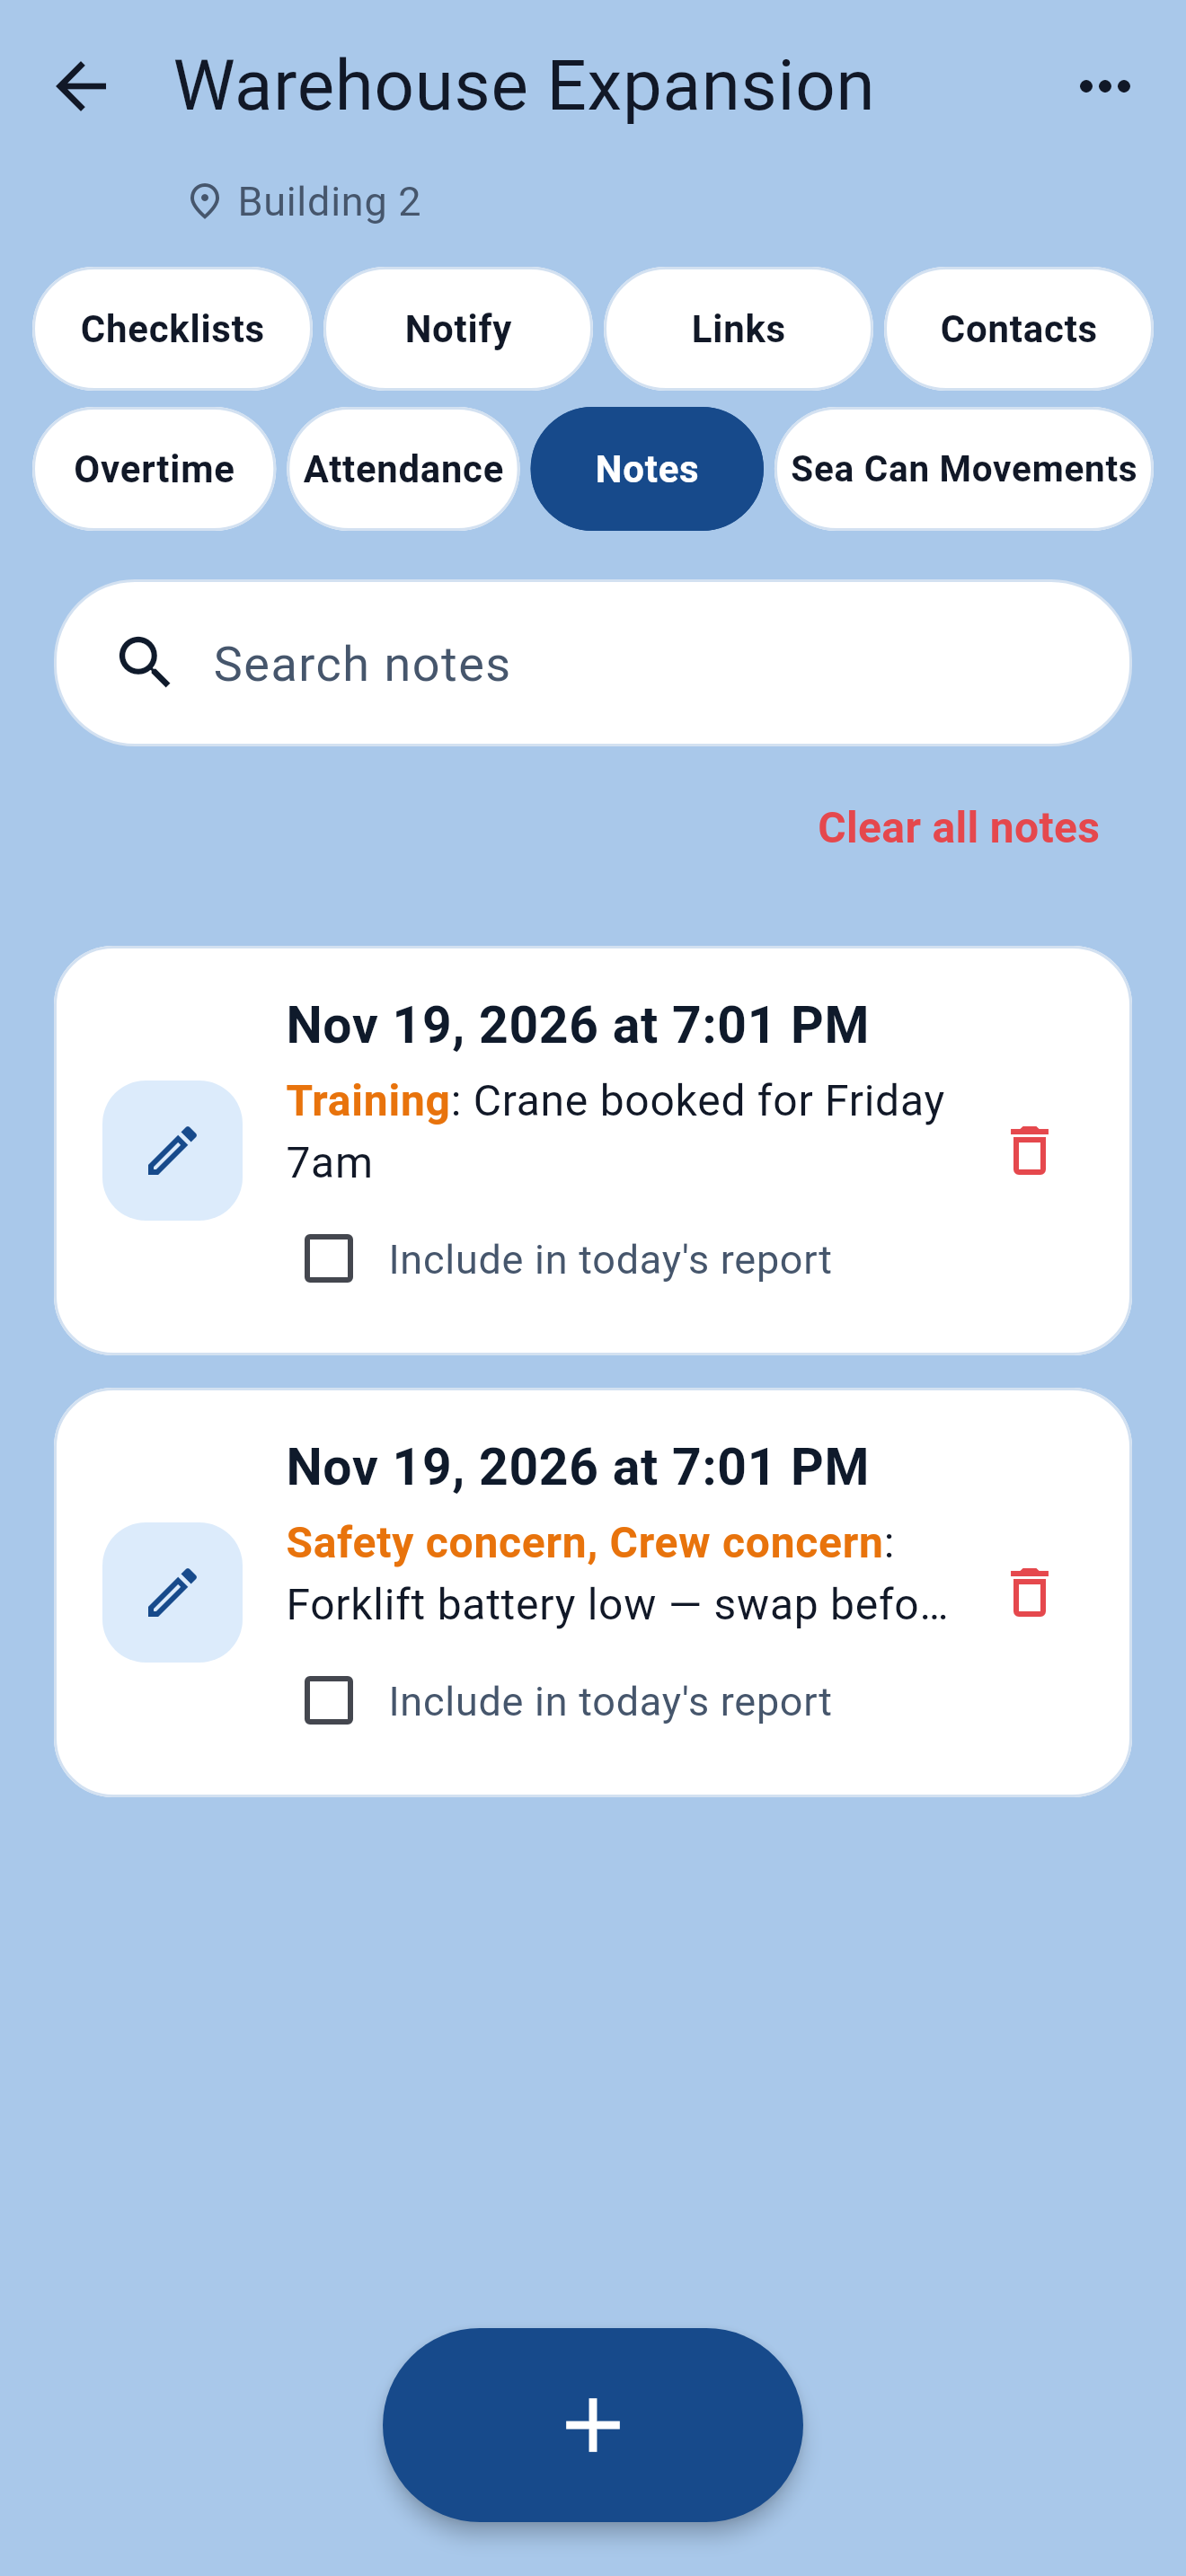 Warehouse Expansion
Building 2
Checklists Notify Links Contacts
Overtime Attendance Notes Sea Can Movements
Search notes
Clear all notes
Nov 19, 2026 at 7:01 PM
Training: Crane booked for Friday
7am
Include in today's report
Nov 19, 2026 at 7:01 PM
Safety concern, Crew concern:
Forklift battery low — swap befo…
Include in today's report